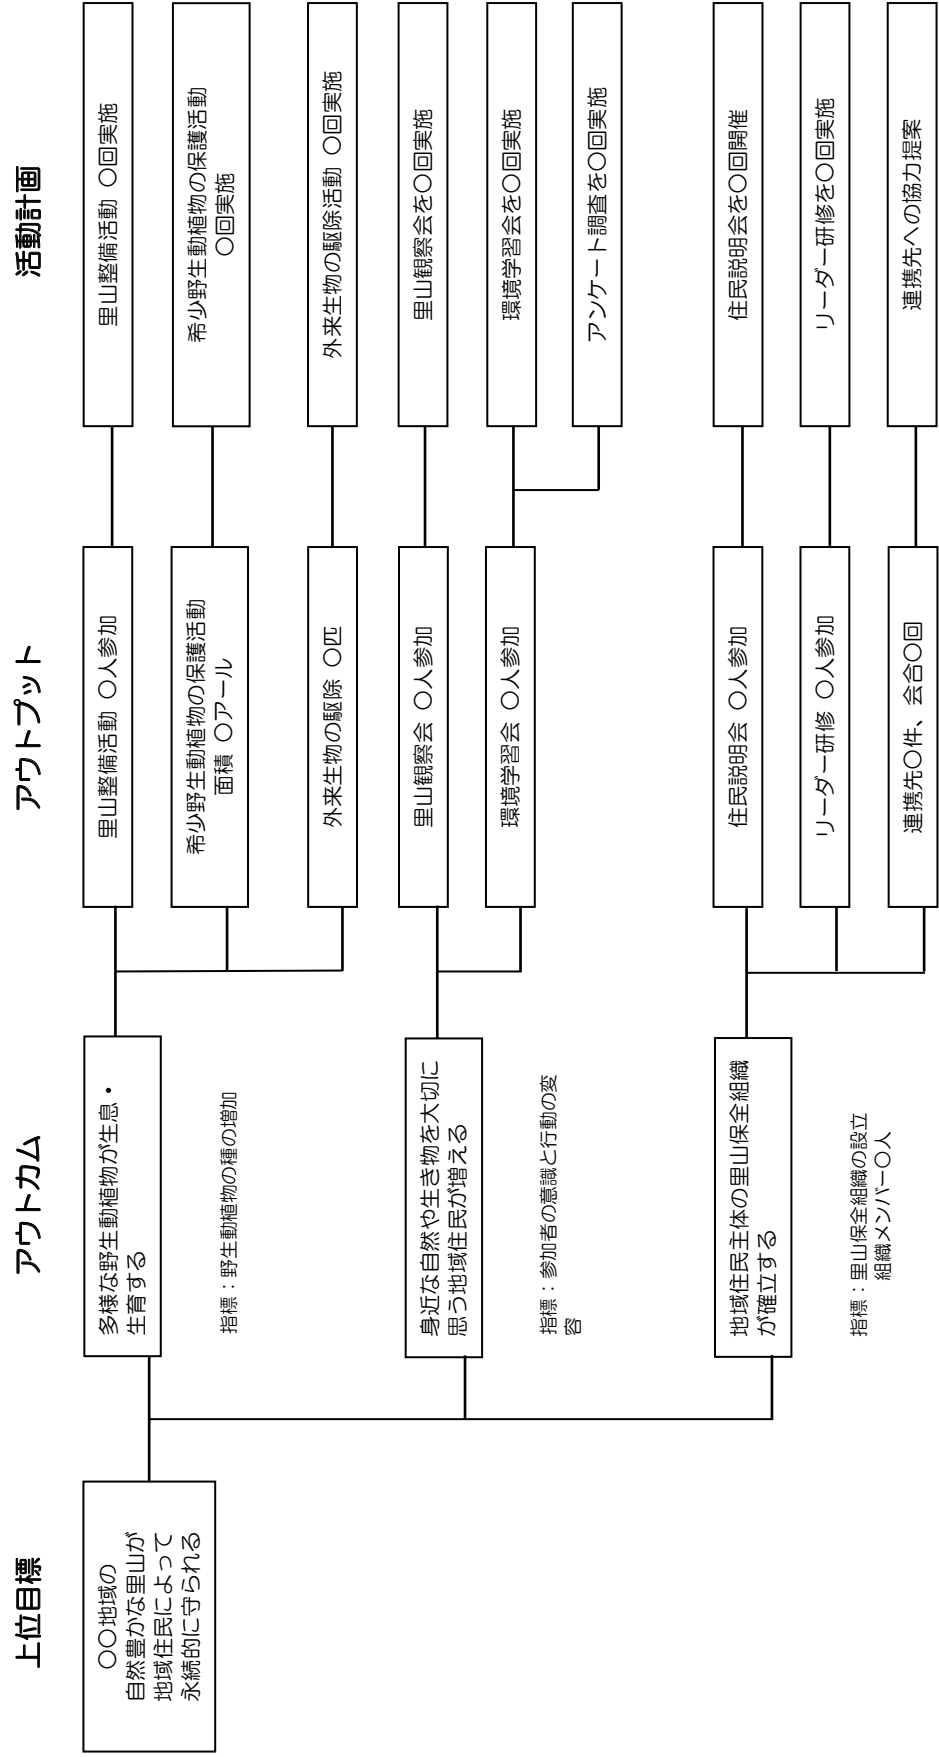 上位目標
アウトカム
アウトプット
活動計画
〇〇地域の
自然豊かな里山が
地域住民によって
永続的に守られる
多様な野生動植物が生息・
生育する
指標：野生動植物の種の増加
身近な自然や生き物を大切に
思う地域住民が増える
指標：参加者の意識と行動の変
容
地域住民主体の里山保全組織
が確立する
指標：里山保全組織の設立
組織メンバー〇人
里山整備活動 〇人参加
希少野生動植物の保護活動
面積 〇アール
外来生物の駆除 〇匹
里山観察会 〇人参加
環境学習会 〇人参加
住民説明会 〇人参加
リーダー研修 〇人参加
連携先〇件、会合〇回
里山整備活動 〇回実施
希少野生動植物の保護活動
〇回実施
外来生物の駆除活動 〇回実施
里山観察会を〇回実施
環境学習会を〇回実施
アンケート調査を〇回実施
住民説明会を〇回開催
リーダー研修を〇回実施
連携先への協力提案